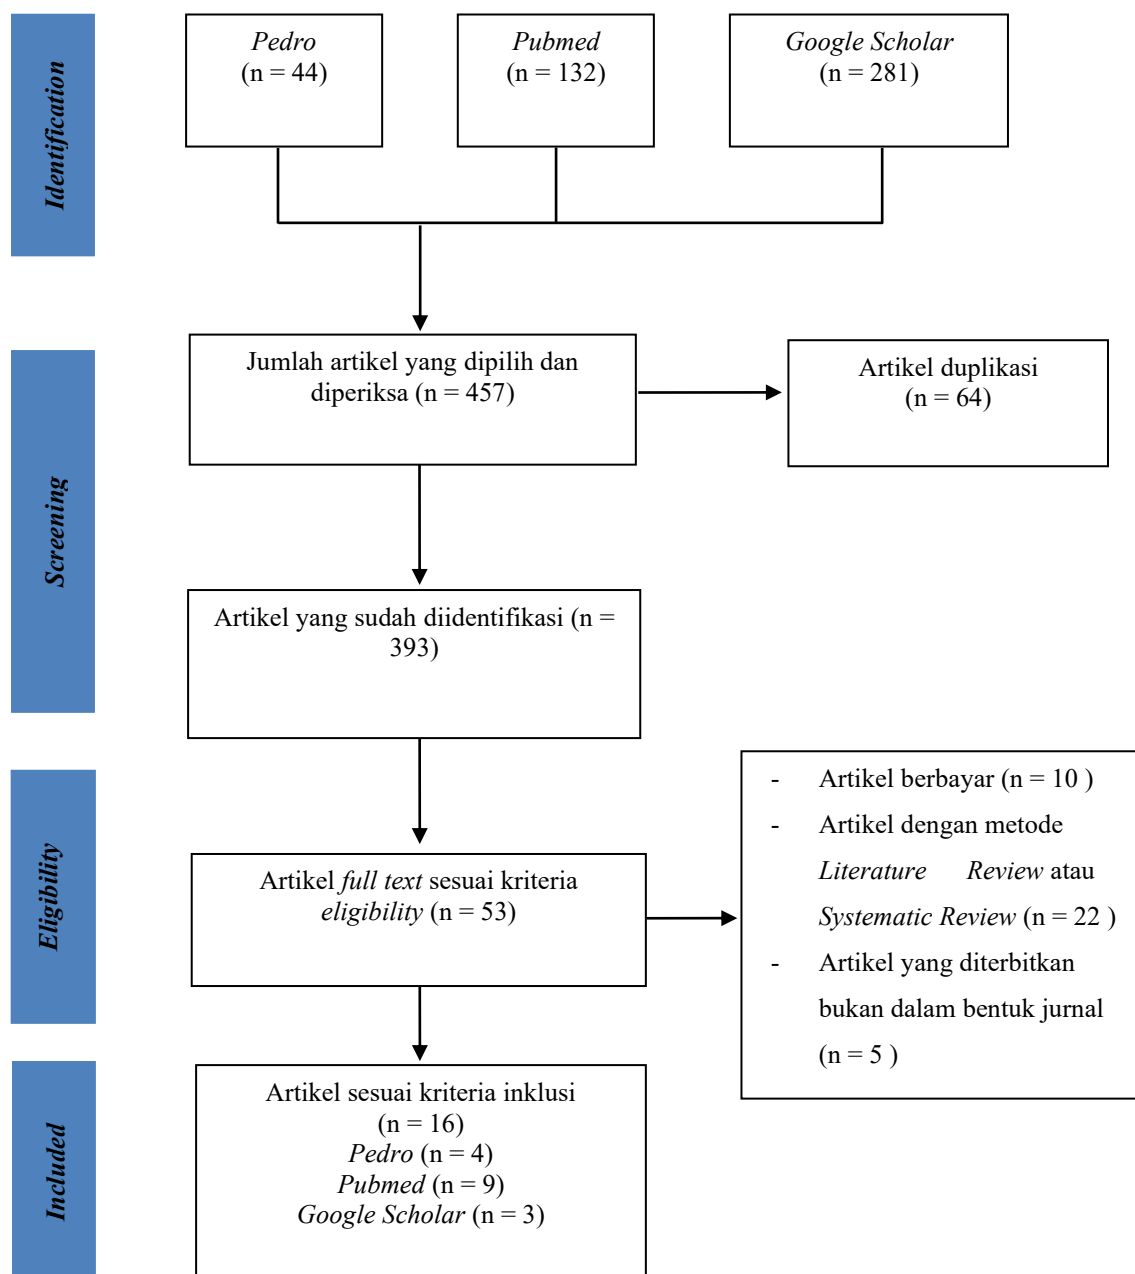 Identification
Pedro
(n = 44)
Pubmed
(n = 132)
Google Scholar
(n = 281)
Screening
Jumlah artikel yang dipilih dan
diperiksa (n = 457)
Artikel duplikasi
(n = 64)
Artikel yang sudah diidentifikasi (n =
393)
Eligibility
Artikel full text sesuai kriteria
eligibility (n = 53)
- Artikel berbayar (n = 10 )
- Artikel dengan metode
Literature Review atau
Systematic Review (n = 22 )
- Artikel yang diterbitkan
bukan dalam bentuk jurnal
(n = 5 )
Included
Artikel sesuai kriteria inklusi
(n = 16)
Pedro (n = 4)
Pubmed (n = 9)
Google Scholar (n = 3)